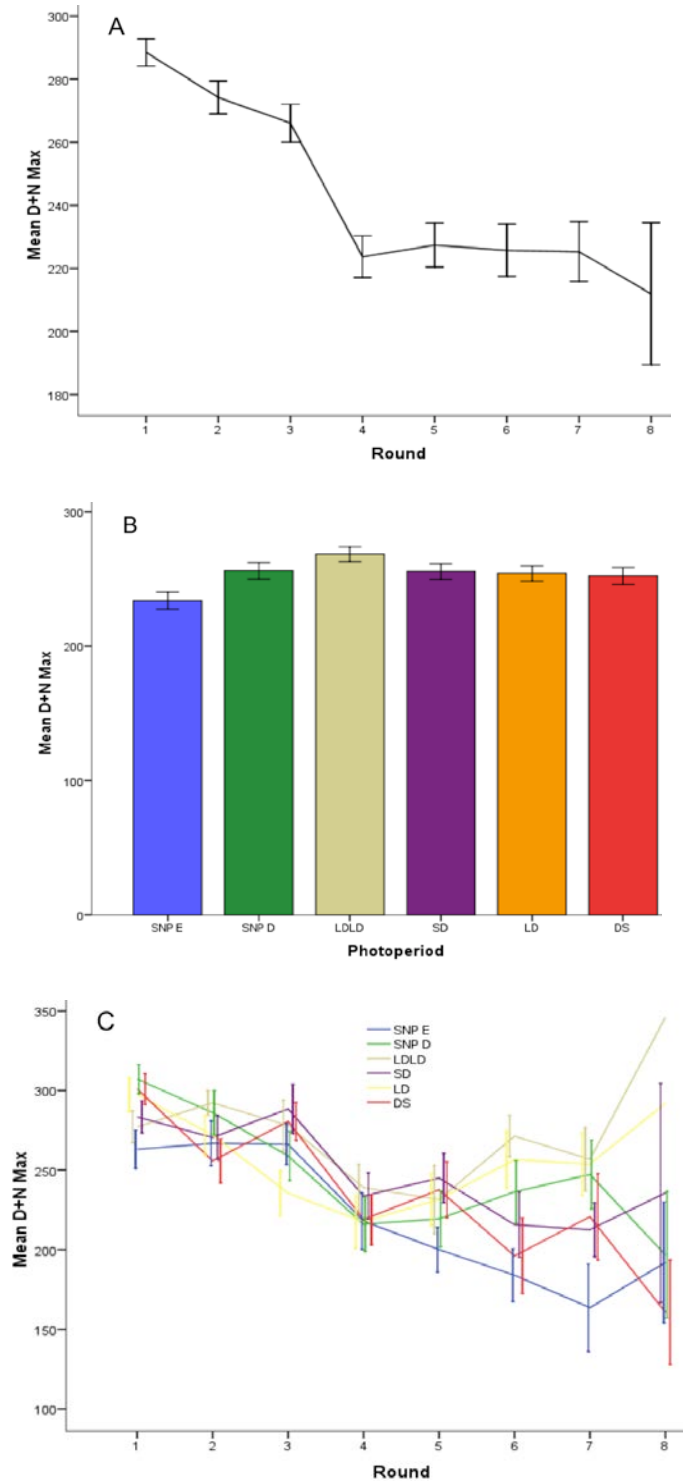 A
300
280
260
240
220
200
180
Mean D+N Max
1 2 3 4 5 6 7 8
Round
B
300
200
100
0
Mean D+N Max
SNP E SNP D LDLD SD LD DS
Photoperiod
C
350
300
250
200
150
100
Mean D+N Max
SNP E
SNP D
LDLD
SD
LD
DS
1 2 3 4 5 6 7 8
Round